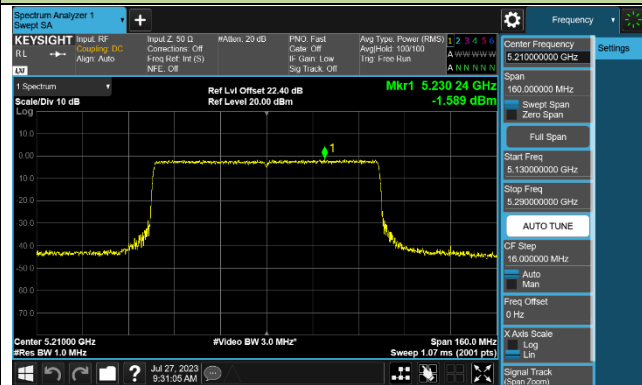 Spectrum Analyzer 1
Swept SA
+
Frequency
KEYSIGHT
RL
LXI
Input: RF
Coupling: DC
Align: Auto
Input Z: 50 Ω
Corrections: Off
Freq Ref: Int (S)
NFE: Off
#Atten: 20 dB
PNO: Fast
Gate: Off
IF Gain: Low
Sig Track: Off
Avg Type: Power (RMS)
Avg|Hold: 100/100
Trig: Free Run
1 2 3 4 5 6
A W W W W W
A N N N N N
1 Spectrum
Scale/Div 10 dB
Ref Lvl Offset 22.40 dB
Ref Level 20.00 dBm
Mkr1 5.230 24 GHz
-1.589 dBm
Log
10.0
0.00
-10.0
-20.0
-30.0
-40.0
-50.0
-60.0
-70.0
1
Center 5.21000 GHz
#Res BW 1.0 MHz
#Video BW 3.0 MHz*
Span 160.0 MHz
Sweep 1.07 ms (2001 pts)
Jul 27, 2023
9:31:05 AM
Center Frequency
5.210000000 GHz
Span
160.000000 MHz
Swept Span
Zero Span
Full Span
Start Freq
5.130000000 GHz
Stop Freq
5.290000000 GHz
AUTO TUNE
CF Step
16.000000 MHz
Auto
Man
Freq Offset
0 Hz
X Axis Scale
Log
Lin
Signal Track
(Span Zoom)
Settings